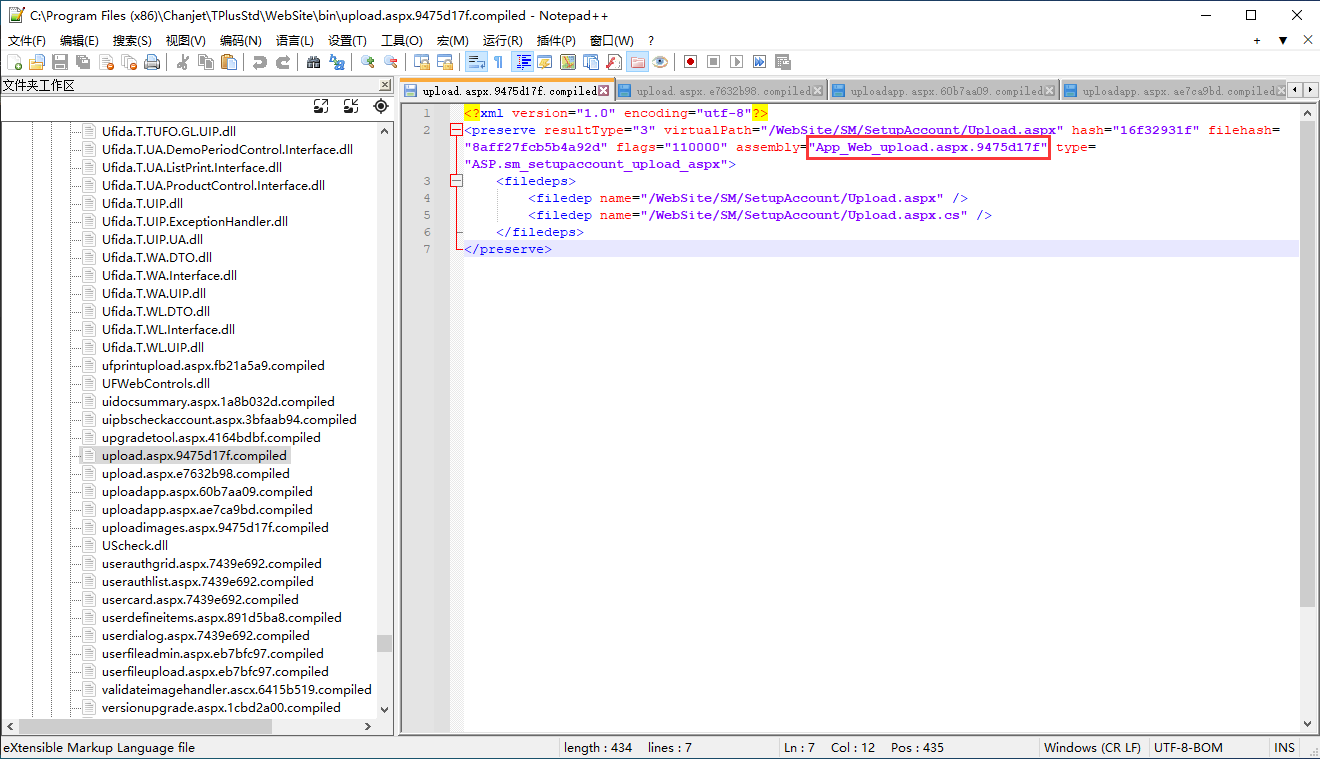 C:\Program Files (x86)\Chanjet\TPlusStd\WebSite\bin\upload.aspx.9475d17f.compiled - Notepad++
文件(F) 编辑(E) 搜索(S) 视图(V) 编码(N) 语言(L) 设置(T) 工具(O) 宏(M) 运行(R) 插件(P) 窗口(W) ?
文件夹工作区
Ufida.T.TUFO.GL.UIP.dll
Ufida.T.UA.DemoPeriodControl.Interface.dll
Ufida.T.UA.ListPrint.Interface.dll
Ufida.T.UA.ProductControl.Interface.dll
Ufida.T.UIP.dll
Ufida.T.UIP.ExceptionHandler.dll
Ufida.T.UIP.UA.dll
Ufida.T.WA.DTO.dll
Ufida.T.WA.Interface.dll
Ufida.T.WA.UIP.dll
Ufida.T.WL.DTO.dll
Ufida.T.WL.Interface.dll
Ufida.T.WL.UIP.dll
ufprintupload.aspx.fb21a5a9.compiled
UFWebControls.dll
uidocsummary.aspx.1a8b032d.compiled
uipbscheckaccount.aspx.3bfaab94.compiled
upgradetool.aspx.4164bdbf.compiled
upload.aspx.9475d17f.compiled
upload.aspx.e7632b98.compiled
uploadapp.aspx.60b7aa09.compiled
uploadapp.aspx.ae7ca9bd.compiled
uploadimages.aspx.9475d17f.compiled
UScheck.dll
userauthgrid.aspx.7439e692.compiled
userauthlist.aspx.7439e692.compiled
usercard.aspx.7439e692.compiled
userdefineitems.aspx.891d5ba8.compiled
userdialog.aspx.7439e692.compiled
userfileadmin.aspx.eb7bfc97.compiled
userfileupload.aspx.eb7bfc97.compiled
validateimagehandler.ascx.6415b519.compiled
versionupgrade.aspx.1cbd2a00.compiled
upload.aspx.9475d17f.compiled upload.aspx.e7632b98.compiled uploadapp.aspx.60b7aa09.compiled uploadapp.aspx.ae7ca9bd.compiled
1 <?xml version="1.0" encoding="utf-8"?>
2 <preserve resultType="3" virtualPath="/WebSite/SM/SetupAccount/Upload.aspx" hash="16f32931f" filehash=
"8aff27fcb5b4a92d" flags="110000" assembly="App_Web_upload.aspx.9475d17f" type=
"ASP.sm_setupaccount_upload_aspx">
3 <filedeps>
4 <filedep name="/WebSite/SM/SetupAccount/Upload.aspx" />
5 <filedep name="/WebSite/SM/SetupAccount/Upload.aspx.cs" />
6 </filedeps>
7 </preserve>
eXtensible Markup Language file length : 434 lines : 7 Ln : 7 Col : 12 Pos : 435 Windows (CR LF) UTF-8-BOM INS